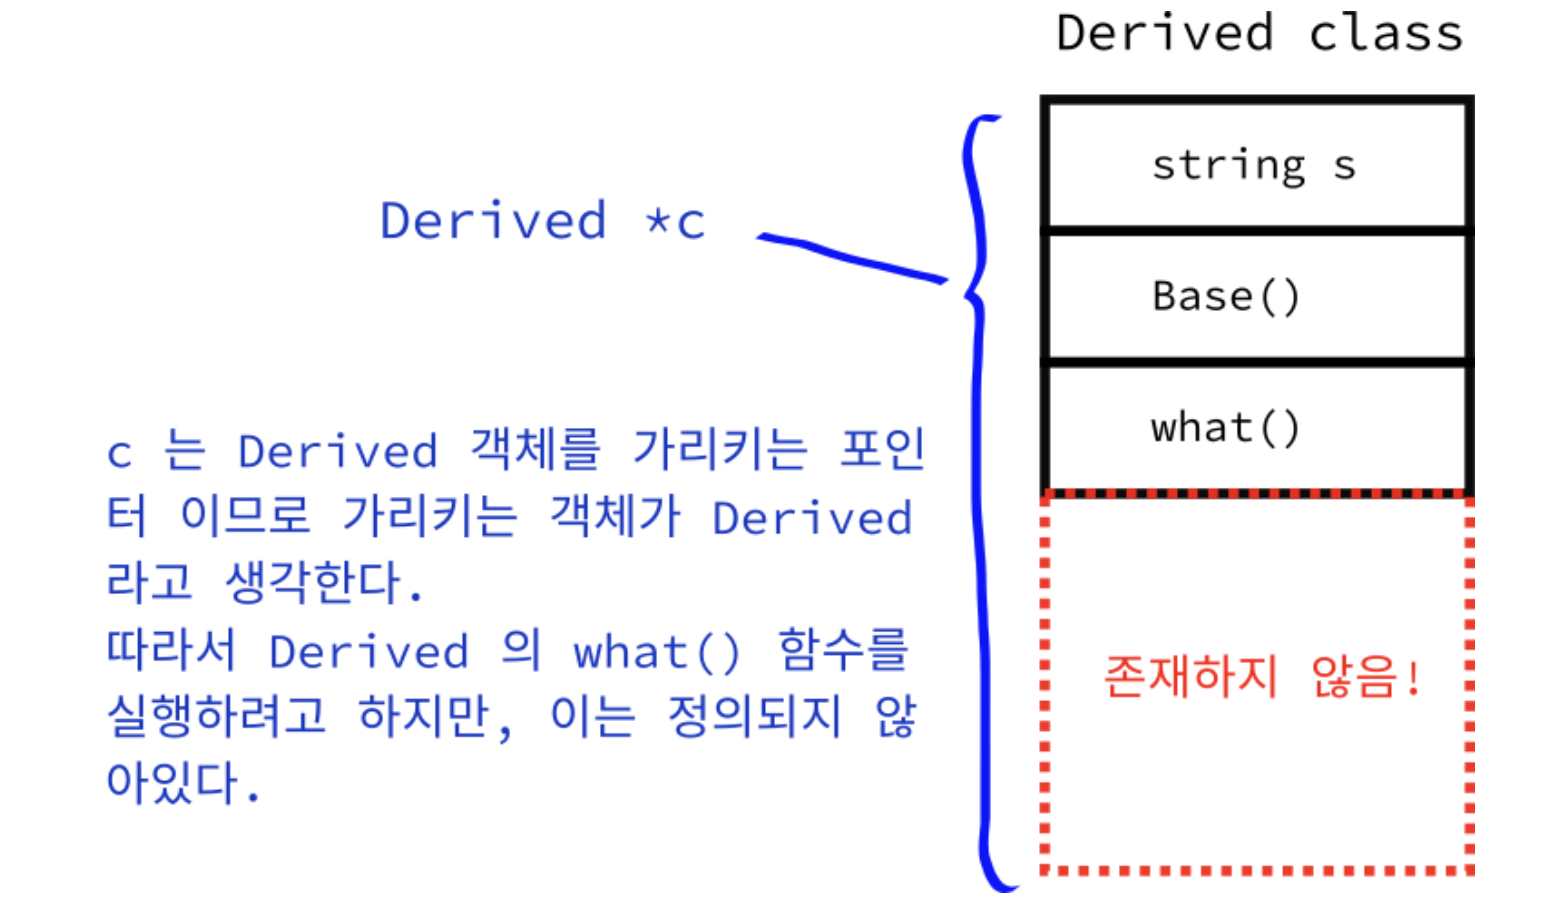 Derived class
string s
Base()
what()
존재하지 않음!
Derived *c
c 는 Derived 객체를 가리키는 포인
터 이므로 가리키는 객체가 Derived
라고 생각한다.
따라서 Derived 의 what() 함수를
실행하려고 하지만, 이는 정의되지 않
아있다.